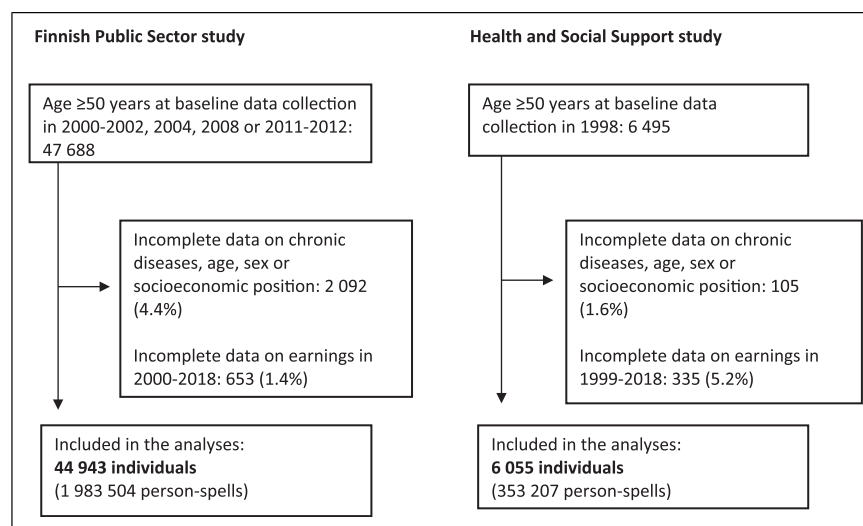 Finnish Public Sector study
Age ≥50 years at baseline data collection
in 2000-2002, 2004, 2008 or 2011-2012:
47 688
Incomplete data on chronic
diseases, age, sex or
socioeconomic position: 2 092
(4.4%)
Incomplete data on earnings in
2000-2018: 653 (1.4%)
Included in the analyses:
44 943 individuals
(1 983 504 person-spells)
Health and Social Support study
Age ≥50 years at baseline data
collection in 1998: 6 495
Incomplete data on chronic
diseases, age, sex or
socioeconomic position: 105
(1.6%)
Incomplete data on earnings in
1999-2018: 335 (5.2%)
Included in the analyses:
6 055 individuals
(353 207 person-spells)